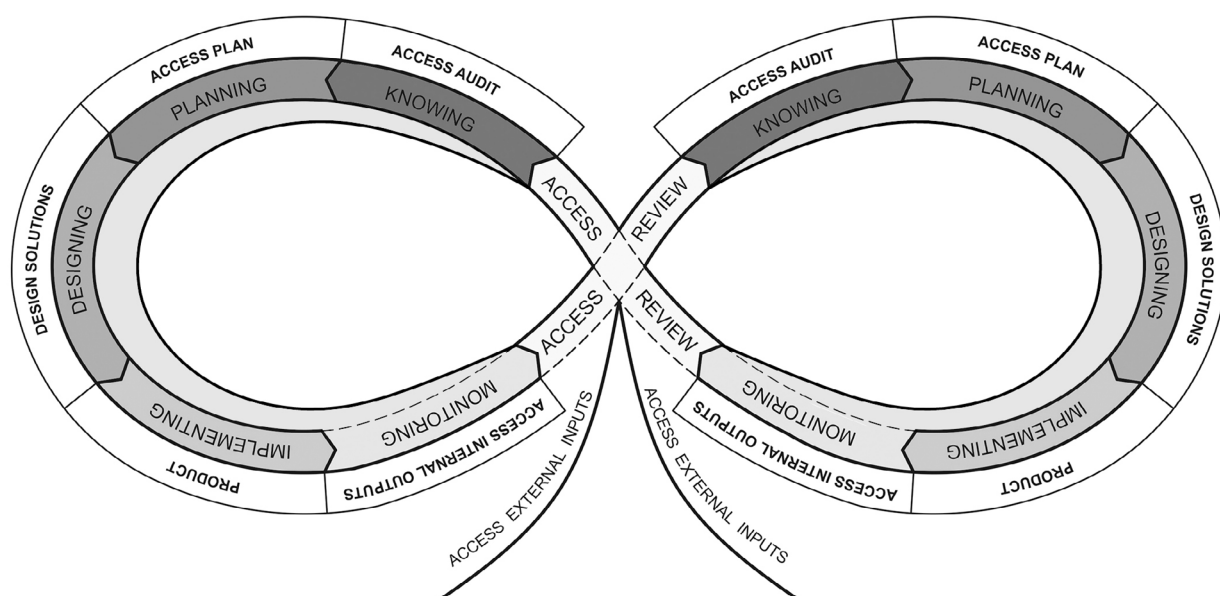 ACCESS PLAN
ACCESS AUDIT
PLANNING
KNOWING
DESIGN SOLUTIONS
DESIGNING
ACCESS
ACCESS
IMPLEMENTING
MONITORING
PRODUCT
ACCESS INTERNAL OUTPUTS
ACCESS EXTERNAL INPUTS
ACCESS AUDIT
ACCESS PLAN
KNOWING
PLANNING
REVIEW
REVIEW
DESIGNING
DESIGN SOLUTIONS
MONITORING
IMPLEMENTING
ACCESS INTERNAL OUTPUTS
PRODUCT
ACCESS EXTERNAL INPUTS